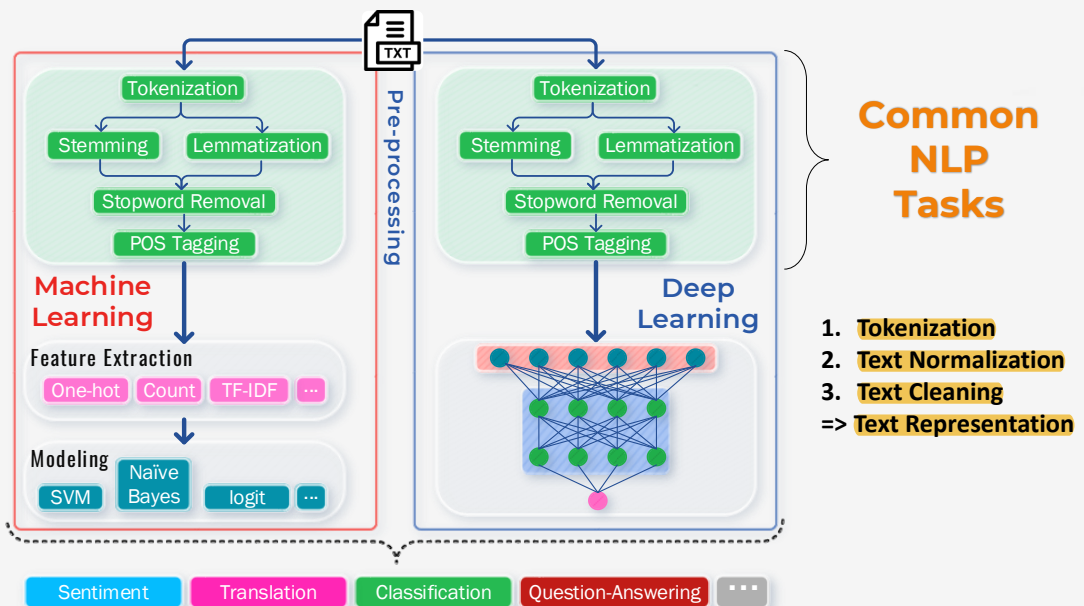 TXT
Tokenization
Stemming
Lemmatization
Stopword Removal
POS Tagging
Machine
Learning
Feature Extraction
One-hot
Count
TF-IDF
...
Modeling
SVM
Naïve
Bayes
logit
...
Pre-processing
Tokenization
Stemming
Lemmatization
Stopword Removal
POS Tagging
Deep
Learning
Common
NLP
Tasks
1. Tokenization
2. Text Normalization
3. Text Cleaning
=> Text Representation
Sentiment
Translation
Classification
Question-Answering
...